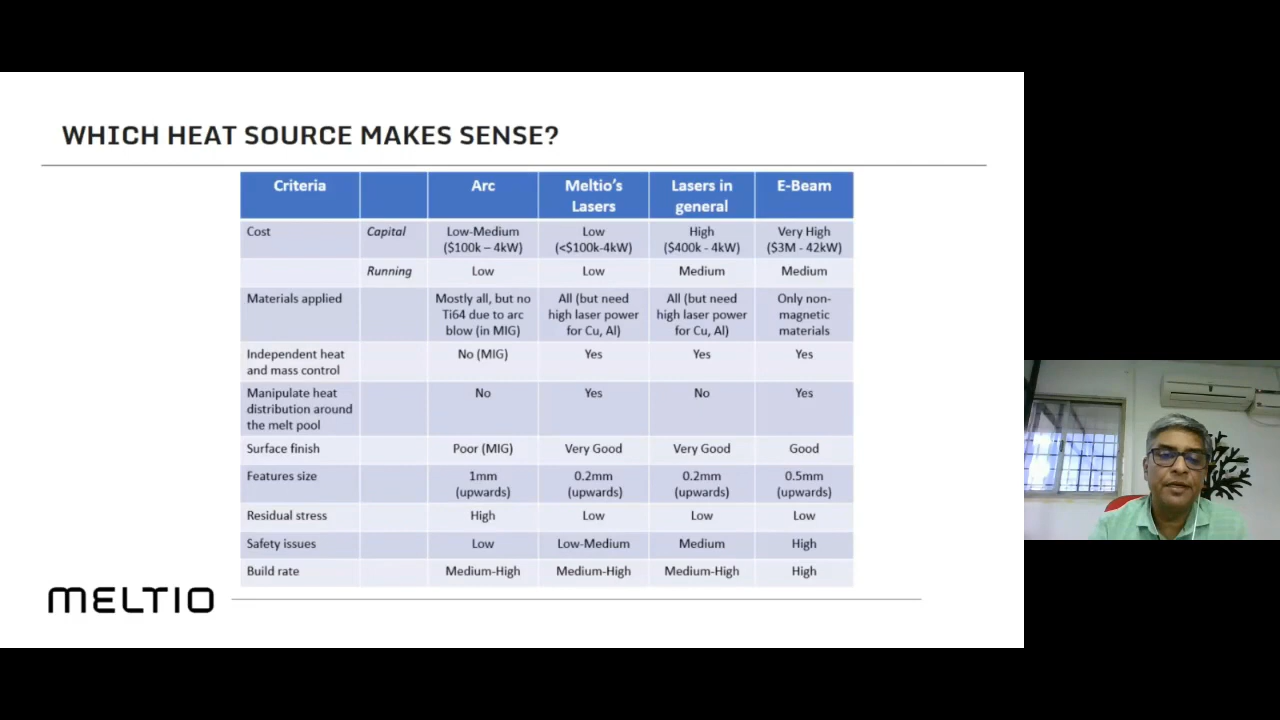 WHICH HEAT SOURCE MAKES SENSE?
Criteria Arc Meltio's Lasers Lasers in general E-Beam
Cost Capital Low-Medium ($100k – 4kW) Low (<$100k-4kW) High ($400k - 4kW) Very High ($3M - 42kW)
Running Low Low Medium Medium
Materials applied Mostly all, but no Ti64 due to arc blow (in MIG) All (but need high laser power for Cu, Al) All (but need high laser power for Cu, Al) Only non-magnetic materials
Independent heat and mass control No (MIG) Yes Yes Yes
Manipulate heat distribution around the melt pool No Yes No Yes
Surface finish Poor (MIG) Very Good Very Good Good
Features size 1mm (upwards) 0.2mm (upwards) 0.2mm (upwards) 0.5mm (upwards)
Residual stress High Low Low Low
Safety issues Low Low-Medium Medium High
Build rate Medium-High Medium-High Medium-High High
MELTIO